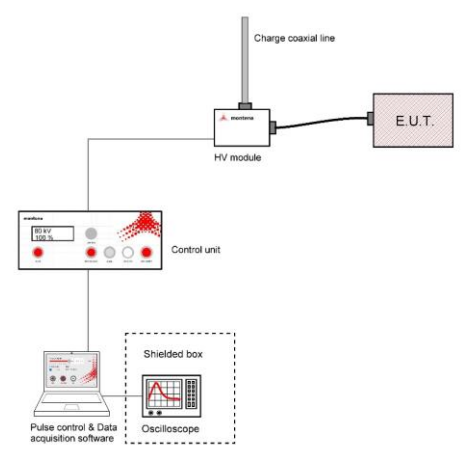 Charge coaxial line
montena
E.U.T.
HV module
montena
80 kV
100 %
Control unit
Shielded box
Pulse control & Data
acquisition software
Oscilloscope